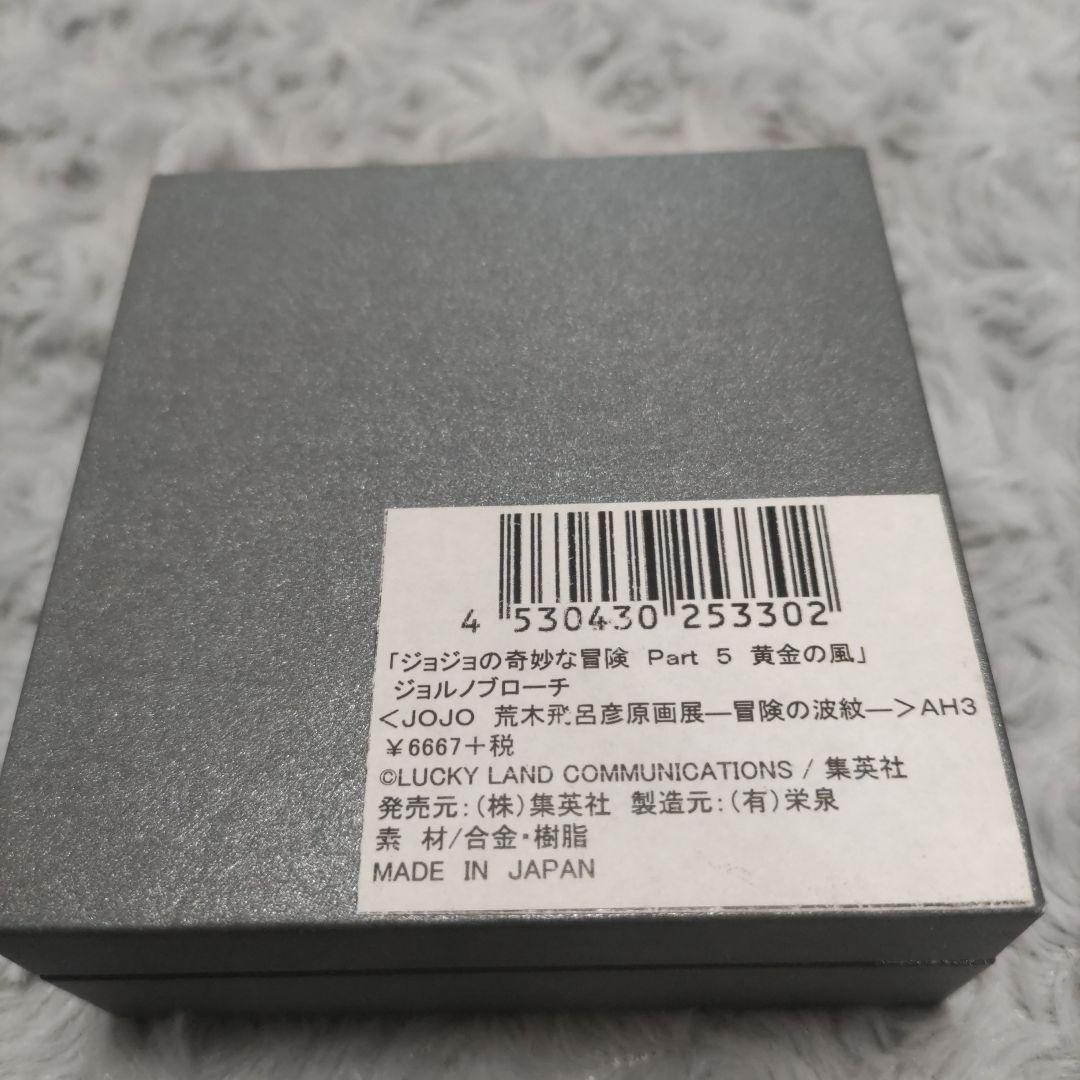 4 530430 253302
「ジョジョの奇妙な冒険 Part 5 黄金の風」
ジョルノブローチ
<JOJO 荒木飛呂彦原画展―冒険の波紋―>AH3
￥6667+税
©LUCKY LAND COMMUNICATIONS / 集英社
発売元:(株)集英社 製造元:(有)栄泉
素 材/合金・樹脂
MADE IN JAPAN